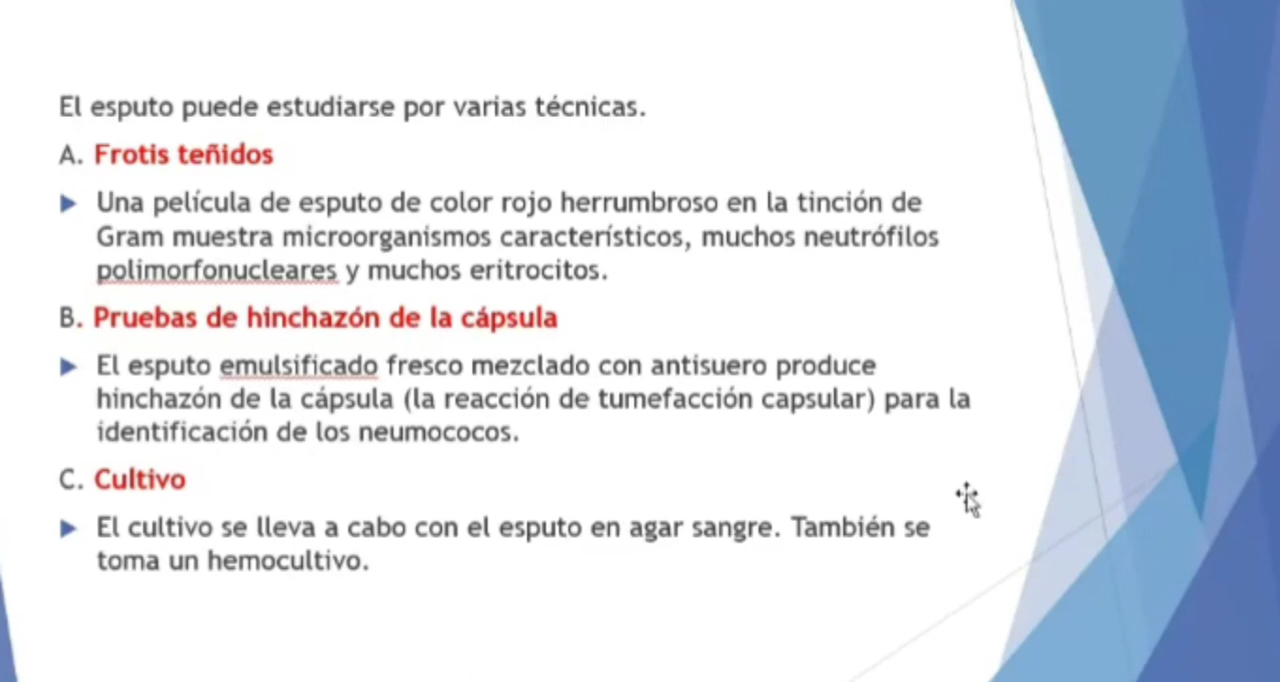 El esputo puede estudiarse por varias técnicas.
A. Frotis teñidos
Una película de esputo de color rojo herrumbroso en la tinción de
Gram muestra microorganismos característicos, muchos neutrófilos
polimorfonucleares y muchos eritrocitos.
B. Pruebas de hinchazón de la cápsula
El esputo emulsificado fresco mezclado con antisuero produce
hinchazón de la cápsula (la reacción de tumefacción capsular) para la
identificación de los neumococos.
C. Cultivo
El cultivo se lleva a cabo con el esputo en agar sangre. También se
toma un hemocultivo.